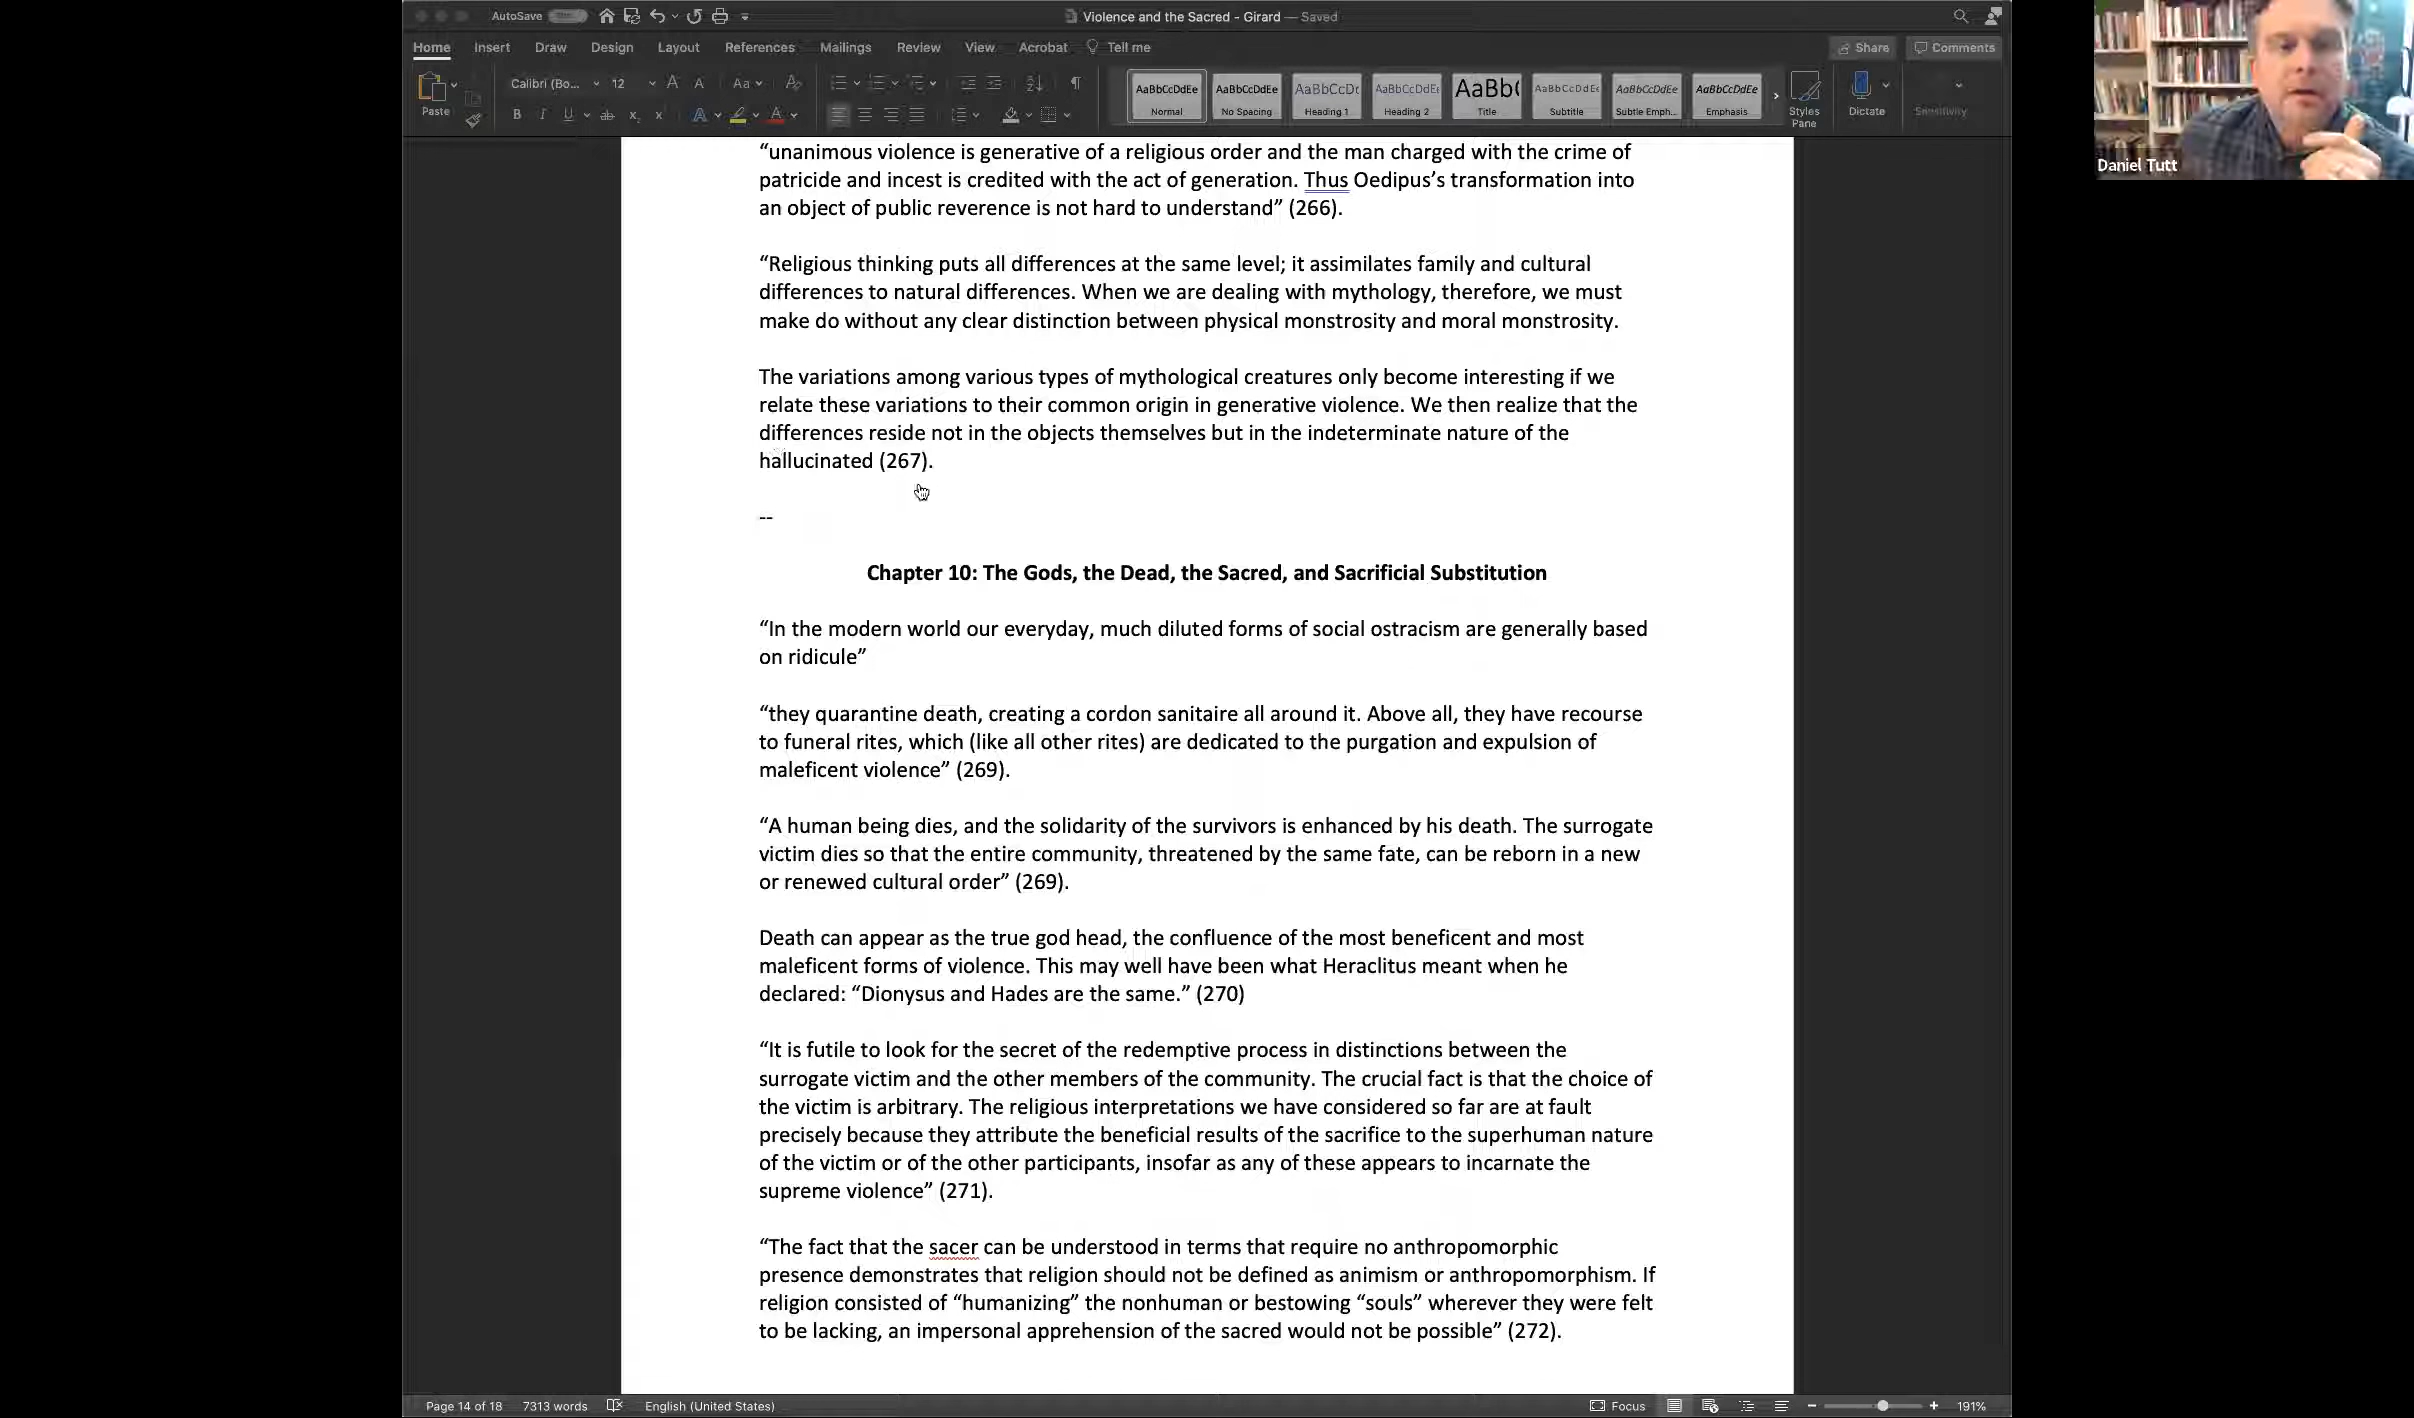 AutoSave
Violence and the Sacred - Girard — Saved
Home Insert Draw Design Layout References Mailings Review View Acrobat Tell me
Share Comments
Paste
Calibri (Bo... 12
AaBbCcDdEe AaBbCcDdEe AaBbCcDc AaBbCcDdEe AaBb( AaBbCcDdEe AaBbCcDdEe AaBbCcDdEe
Normal No Spacing Heading 1 Heading 2 Title Subtitle Subtle Emph... Emphasis
Styles Pane
Dictate
Sensitivity
Daniel Tutt
“unanimous violence is generative of a religious order and the man charged with the crime of
patricide and incest is credited with the act of generation. Thus Oedipus’s transformation into
an object of public reverence is not hard to understand” (266).
“Religious thinking puts all differences at the same level; it assimilates family and cultural
differences to natural differences. When we are dealing with mythology, therefore, we must
make do without any clear distinction between physical monstrosity and moral monstrosity.
The variations among various types of mythological creatures only become interesting if we
relate these variations to their common origin in generative violence. We then realize that the
differences reside not in the objects themselves but in the indeterminate nature of the
hallucinated (267).
--
Chapter 10: The Gods, the Dead, the Sacred, and Sacrificial Substitution
“In the modern world our everyday, much diluted forms of social ostracism are generally based
on ridicule”
“they quarantine death, creating a cordon sanitaire all around it. Above all, they have recourse
to funeral rites, which (like all other rites) are dedicated to the purgation and expulsion of
maleficent violence” (269).
“A human being dies, and the solidarity of the survivors is enhanced by his death. The surrogate
victim dies so that the entire community, threatened by the same fate, can be reborn in a new
or renewed cultural order” (269).
Death can appear as the true god head, the confluence of the most beneficent and most
maleficent forms of violence. This may well have been what Heraclitus meant when he
declared: “Dionysus and Hades are the same.” (270)
“It is futile to look for the secret of the redemptive process in distinctions between the
surrogate victim and the other members of the community. The crucial fact is that the choice of
the victim is arbitrary. The religious interpretations we have considered so far are at fault
precisely because they attribute the beneficial results of the sacrifice to the superhuman nature
of the victim or of the other participants, insofar as any of these appears to incarnate the
supreme violence” (271).
“The fact that the sacer can be understood in terms that require no anthropomorphic
presence demonstrates that religion should not be defined as animism or anthropomorphism. If
religion consisted of “humanizing” the nonhuman or bestowing “souls” wherever they were felt
to be lacking, an impersonal apprehension of the sacred would not be possible” (272).
Page 14 of 18 7313 words English (United States) Focus 191%